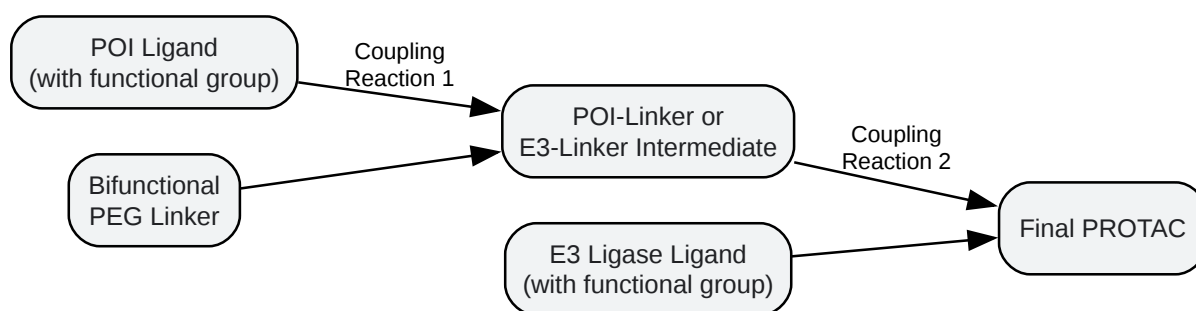 POI Ligand
(with functional group)
Coupling
Reaction 1
Bifunctional
PEG Linker
POI-Linker or
E3-Linker Intermediate
Coupling
Reaction 2
E3 Ligase Ligand
(with functional group)
Final PROTAC